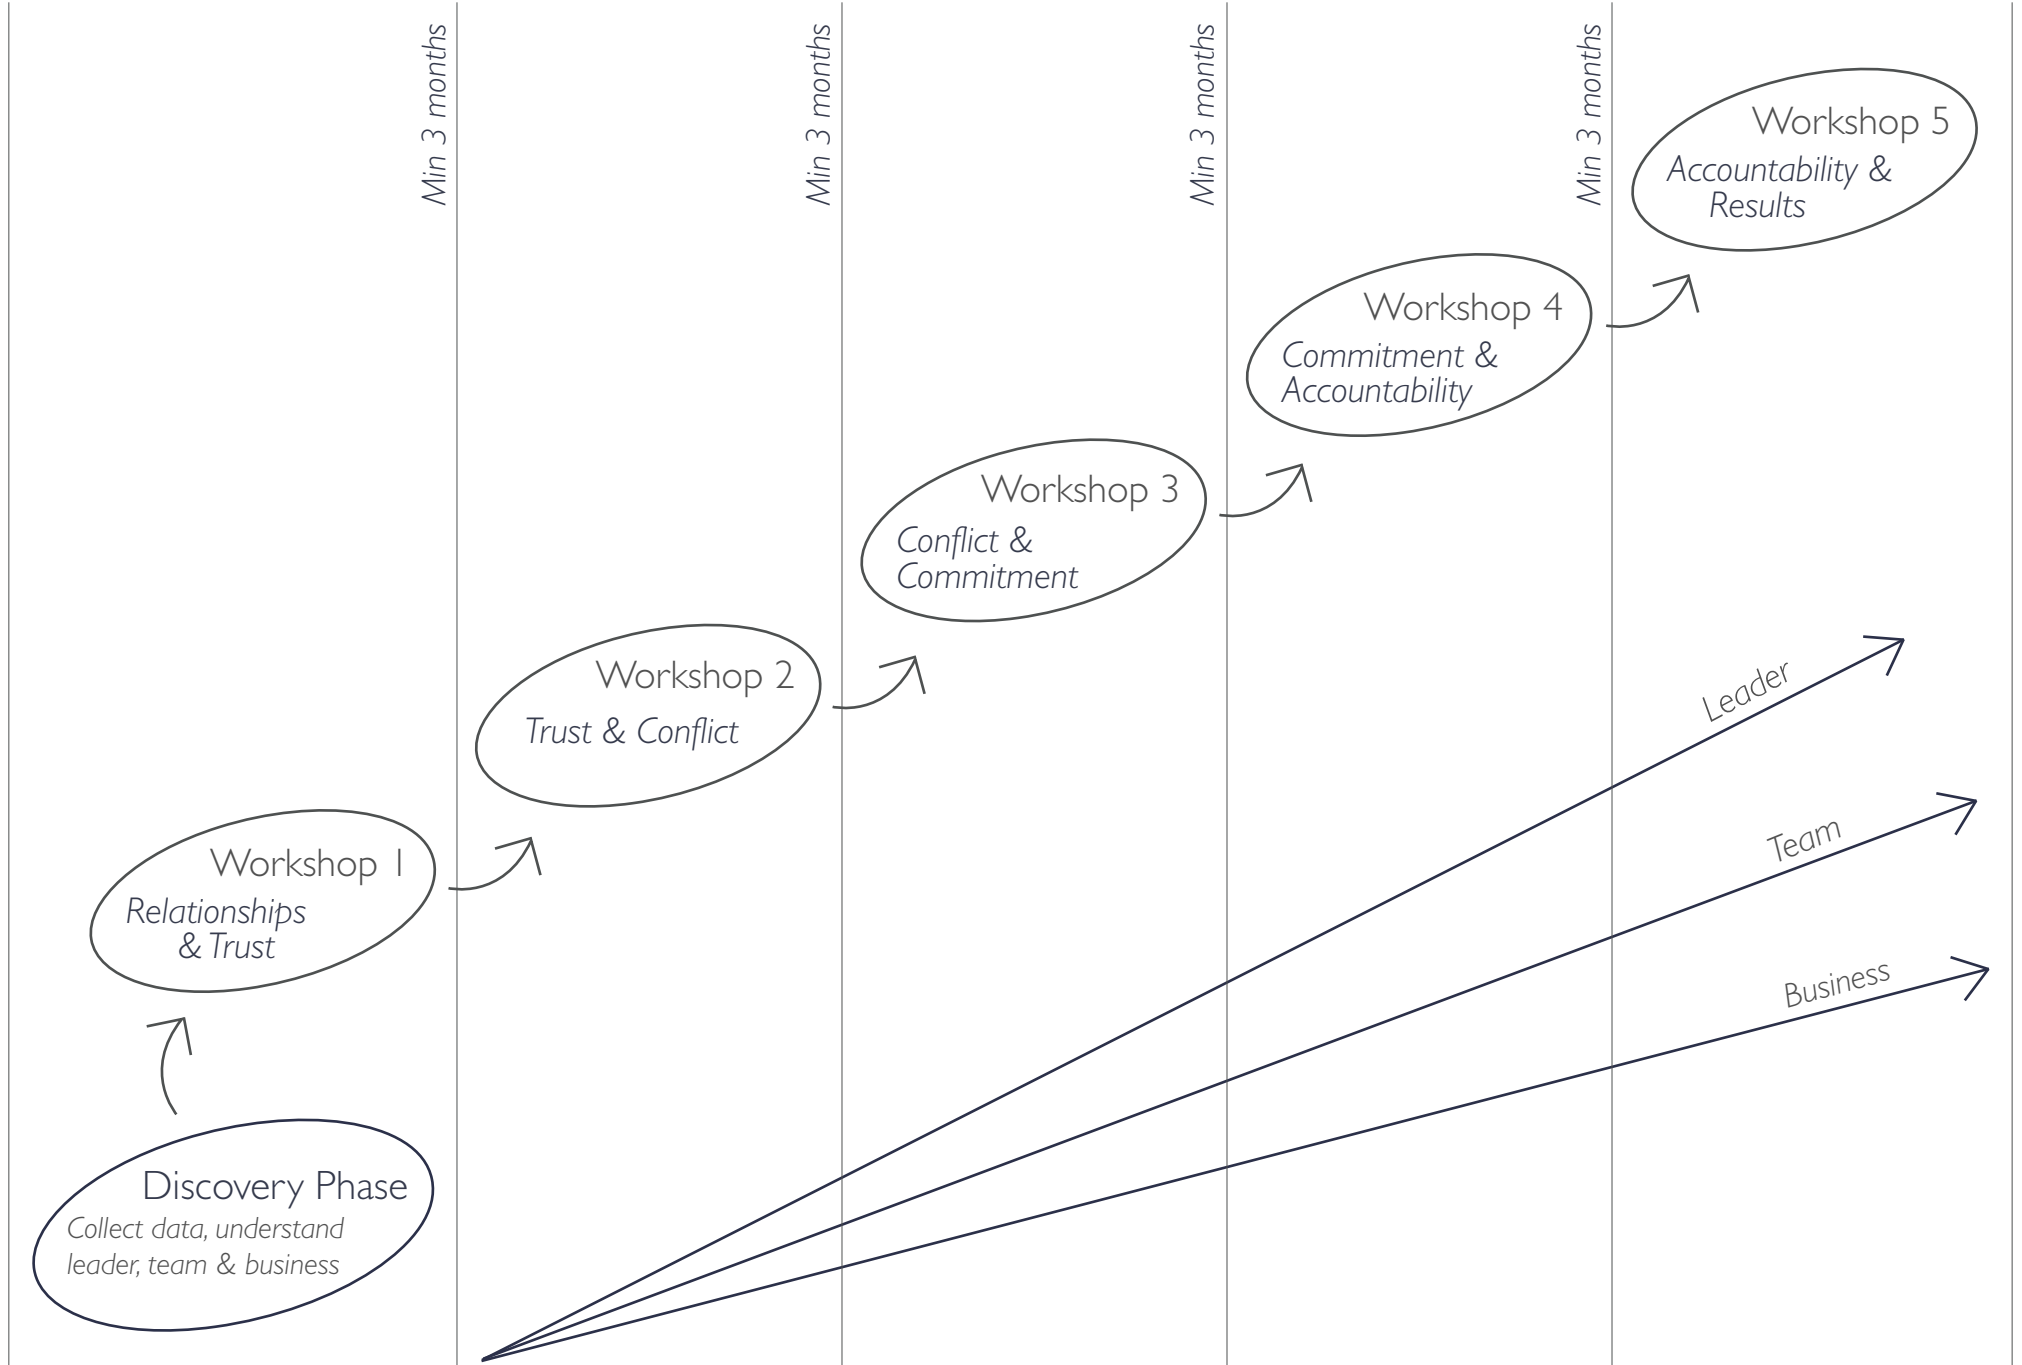 Min 3 months
Min 3 months
Min 3 months
Min 3 months
Workshop 5
Accountability &
Results
Workshop 4
Commitment &
Accountability
Workshop 3
Conflict &
Commitment
Workshop 2
Trust & Conflict
Workshop 1
Relationships
& Trust
Discovery Phase
Collect data, understand
leader, team & business
Leader
Team
Business